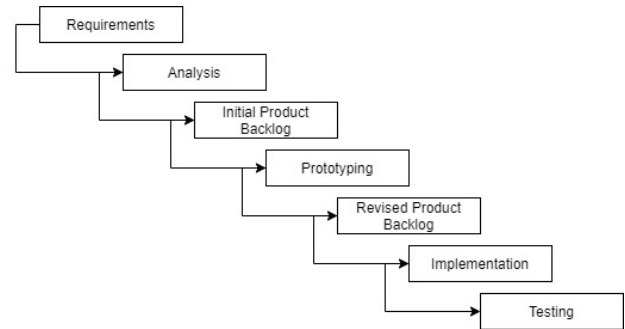 Requirements
Analysis
Initial Product
Backlog
Prototyping
Revised Product
Backlog
Implementation
Testing